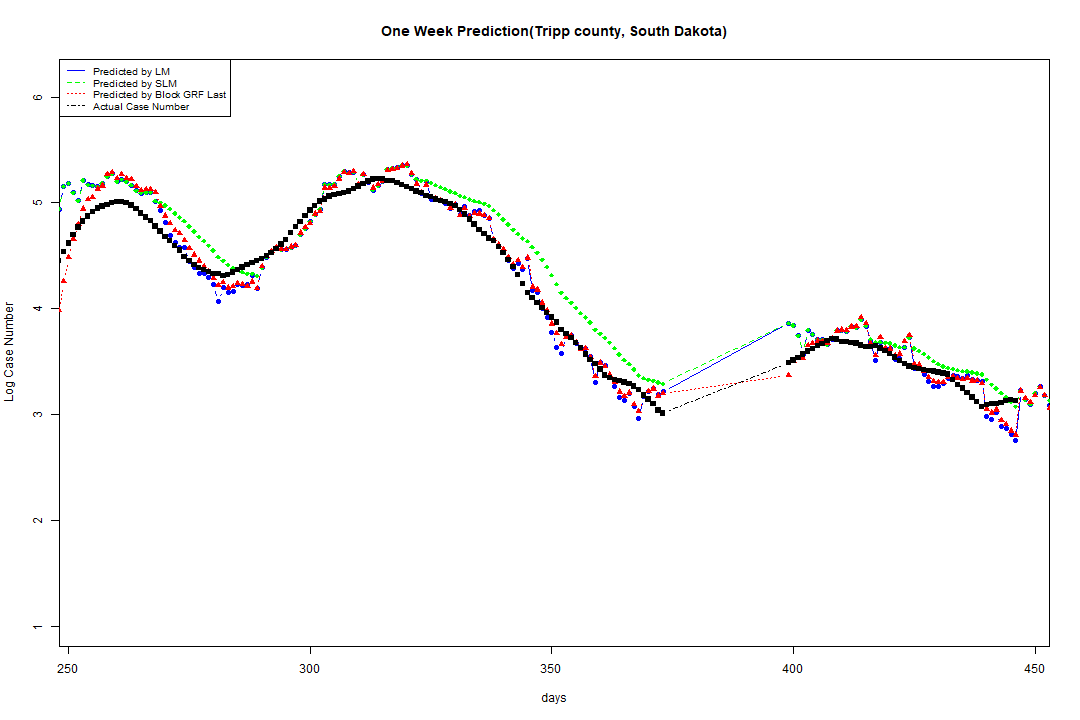 One Week Prediction(Tripp county, South Dakota)
Predicted by LM
Predicted by SLM
Predicted by Block GRF Last
Actual Case Number
Log Case Number
6
5
4
3
2
1
250 300 350 400 450
days